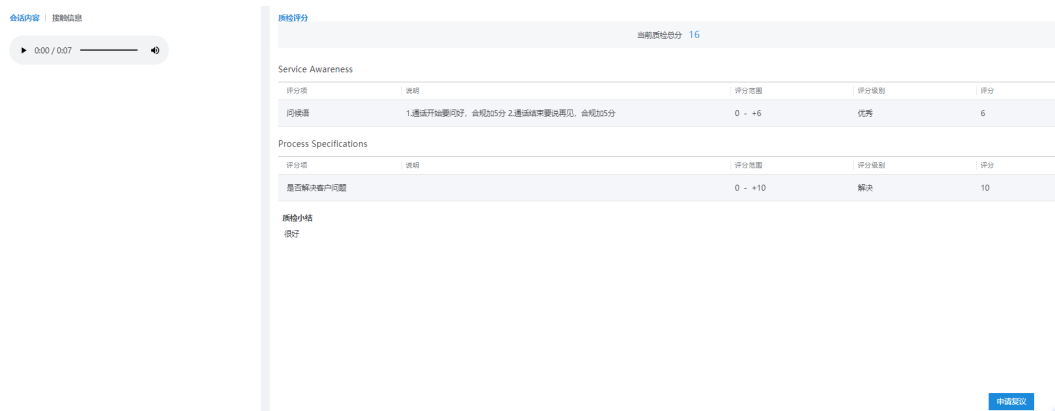 会话内容 | 接触信息
0:00 / 0:07
质检评分
当前质检总分 16
Service Awareness
评分项 说明 评分范围 评分级别 评分
问候语 1.通话开始要问好，合规加5分 2.通话结束要说再见，合规加5分 0 - +6 优秀 6
Process Specifications
评分项 说明 评分范围 评分级别 评分
是否解决客户问题 0 - +10 解决 10
质检小结
很好
申请复议